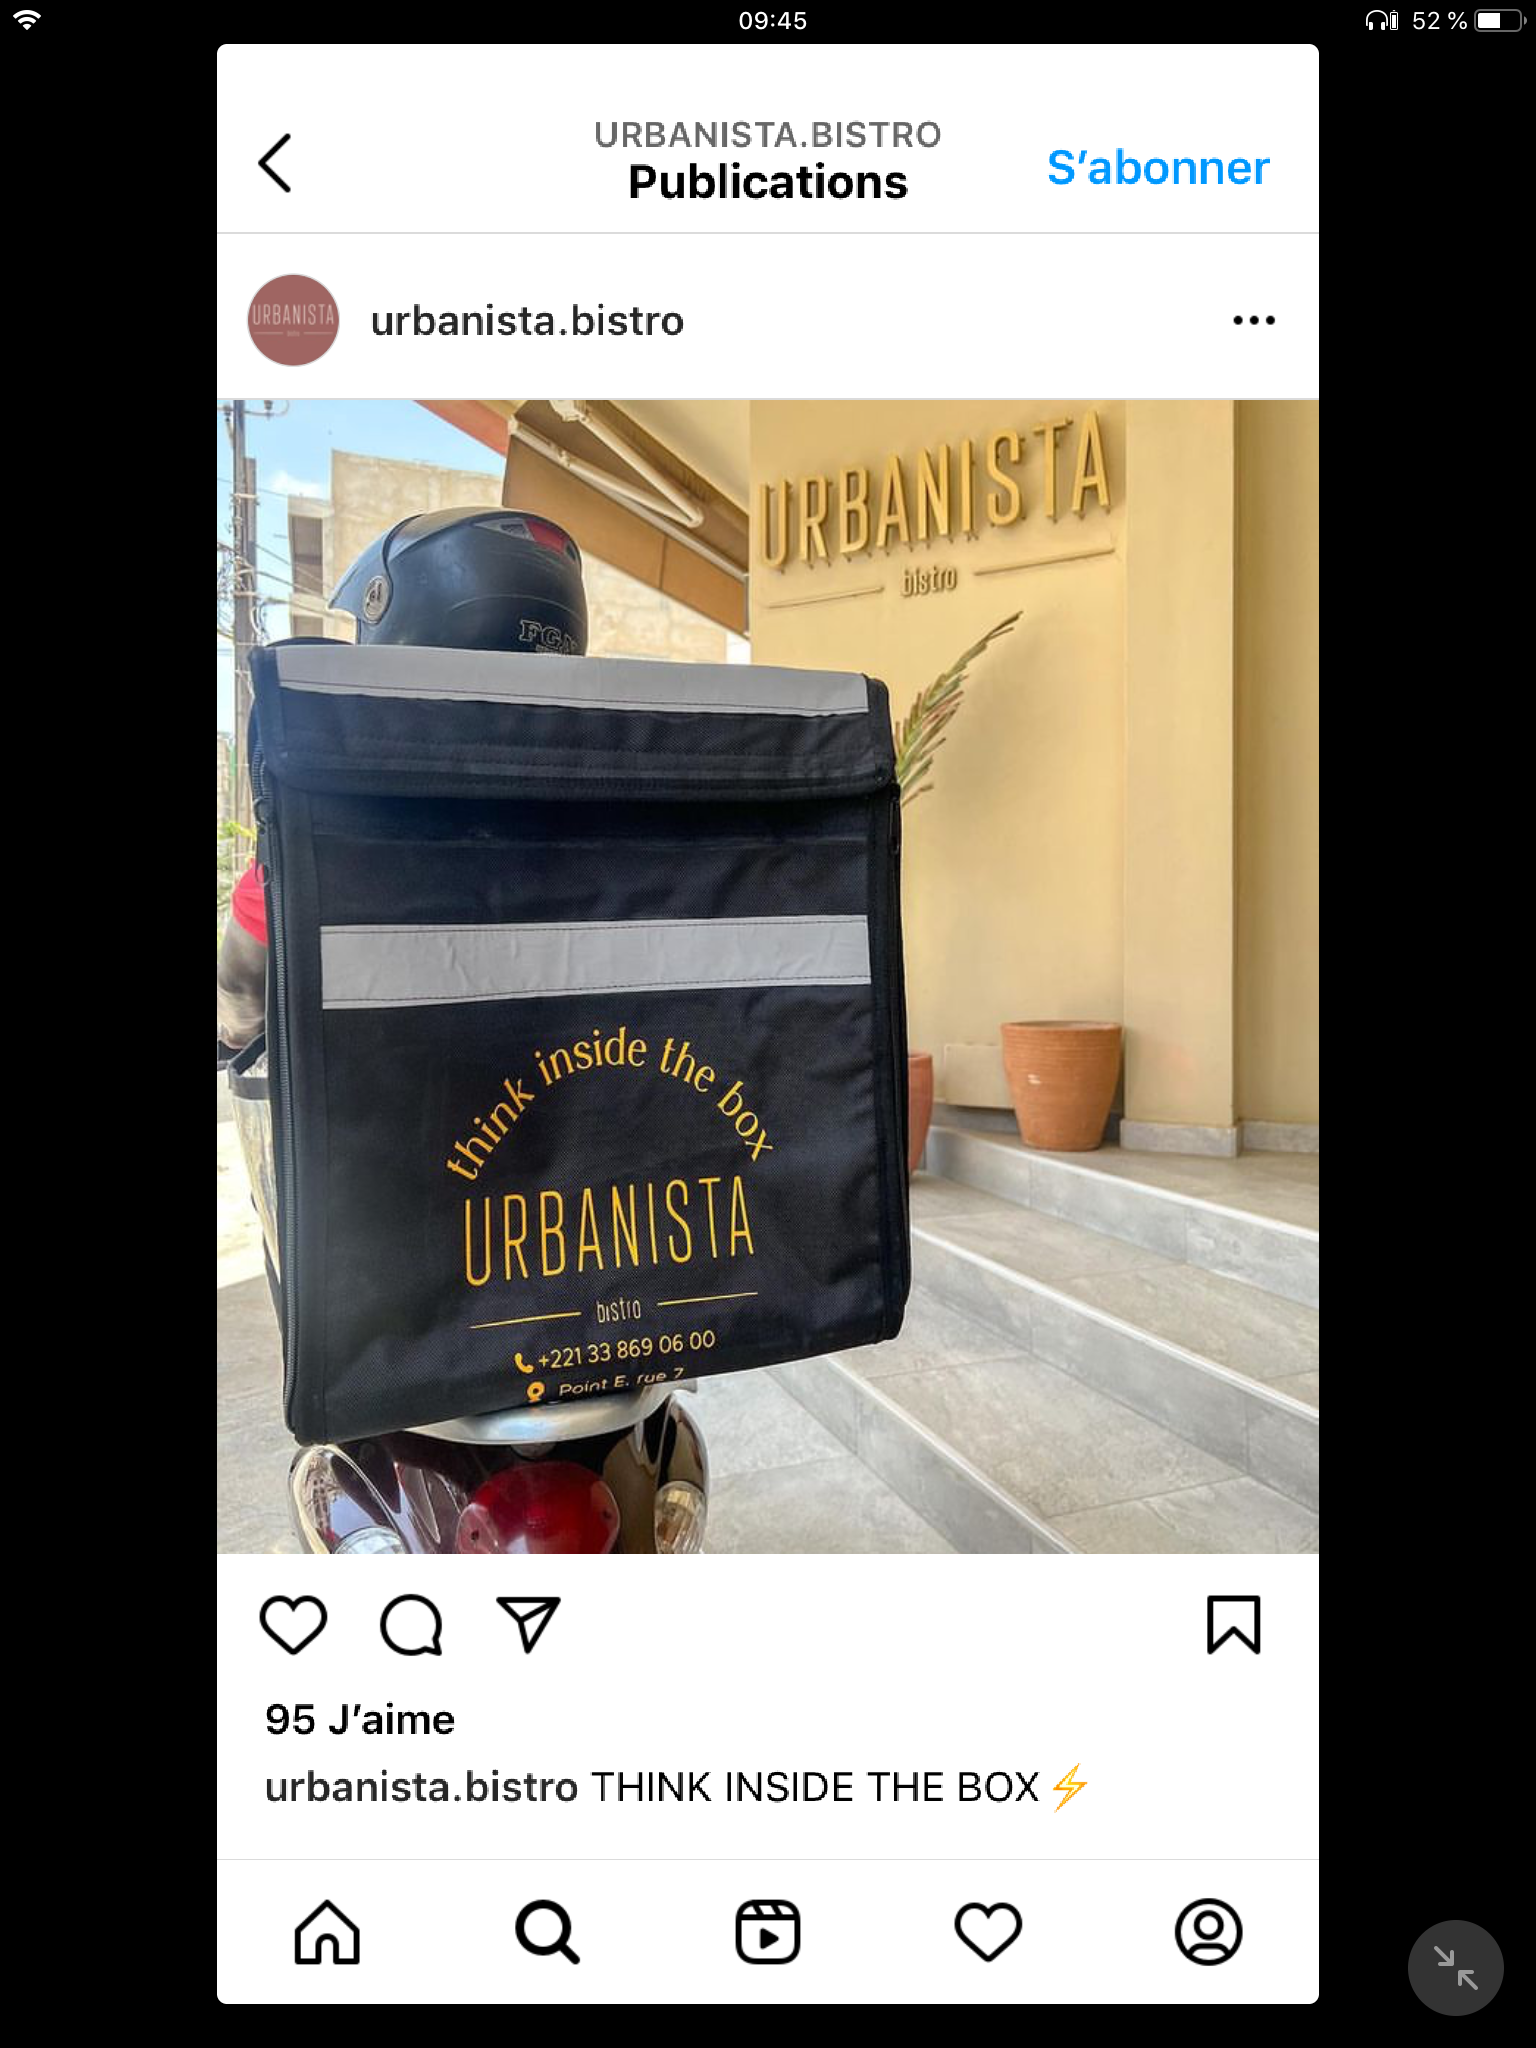 09:45
52 %
URBANISTA.BISTRO
Publications
S'abonner
URBANISTA
urbanista.bistro
URBANISTA
bistro
think inside the box
URBANISTA
bistro
+221 33 869 06 00
Point E, rue 7
95 J'aime
urbanista.bistro THINK INSIDE THE BOX ⚡